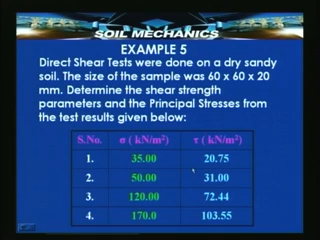 SOIL MECHANICS
EXAMPLE 5
Direct Shear Tests were done on a dry sandy
soil. The size of the sample was 60 x 60 x 20
mm. Determine the shear strength
parameters and the Principal Stresses from
the test results given below:
S.No. σ ( kN/m²) τ ( kN/m²)
1. 35.00 20.75
2. 50.00 31.00
3. 120.00 72.44
4. 170.0 103.55